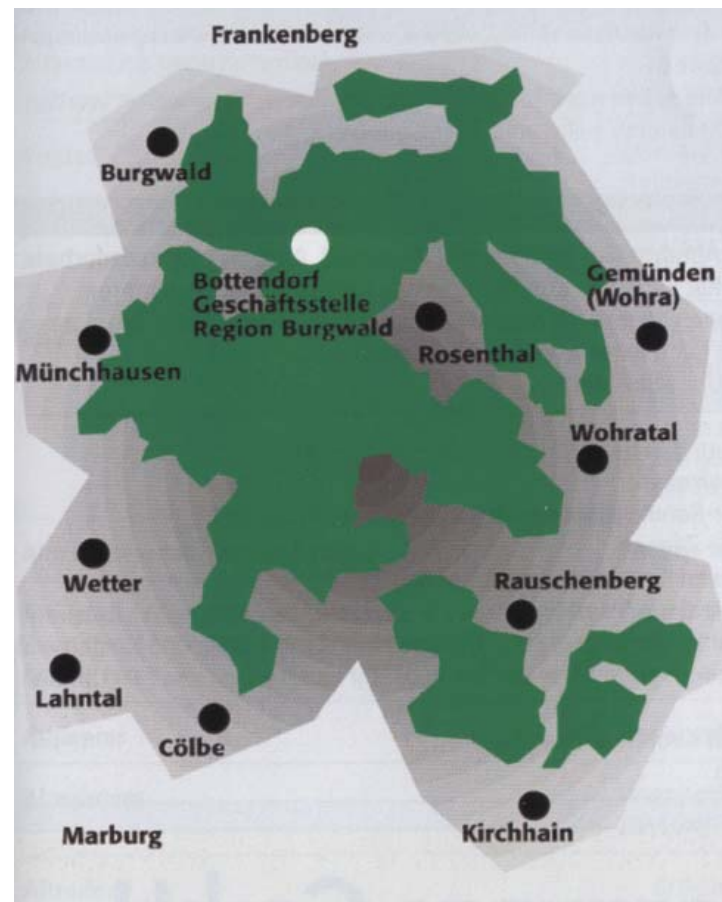 Frankenberg
Burgwald
Bottendorf
Geschäftsstelle
Region Burgwald
Gemünden
(Wohra)
Rosenthal
Münchhausen
Wohratal
Wetter
Rauschenberg
Lahntal
Cölbe
Marburg
Kirchhain